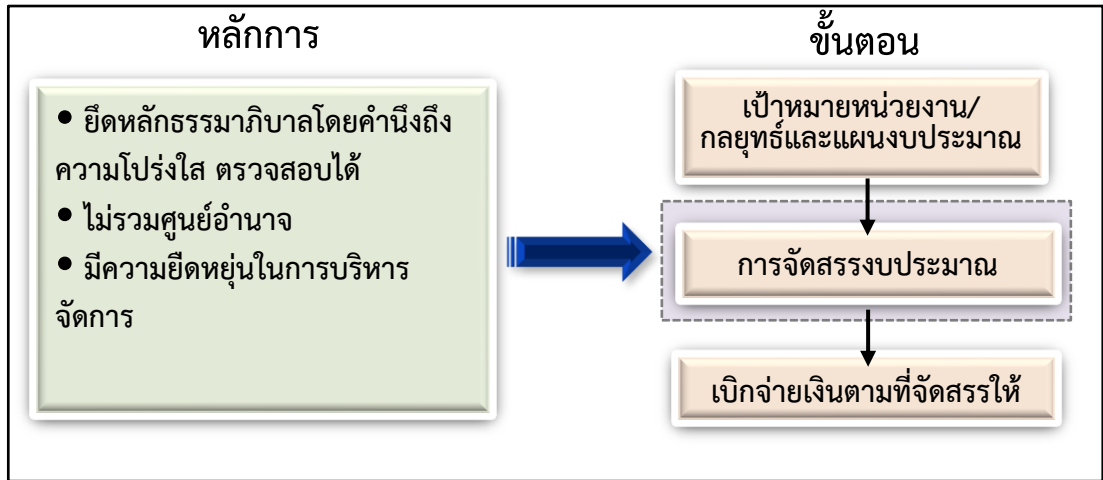 หลักการ
• ยึดหลักธรรมาภิบาลโดยคำนึงถึง
ความโปร่งใส ตรวจสอบได้
• ไม่รวมศูนย์อำนาจ
• มีความยืดหยุ่นในการบริหาร
จัดการ
ขั้นตอน
เป้าหมายหน่วยงาน/
กลยุทธ์และแผนงบประมาณ
การจัดสรรงบประมาณ
เบิกจ่ายเงินตามที่จัดสรรให้